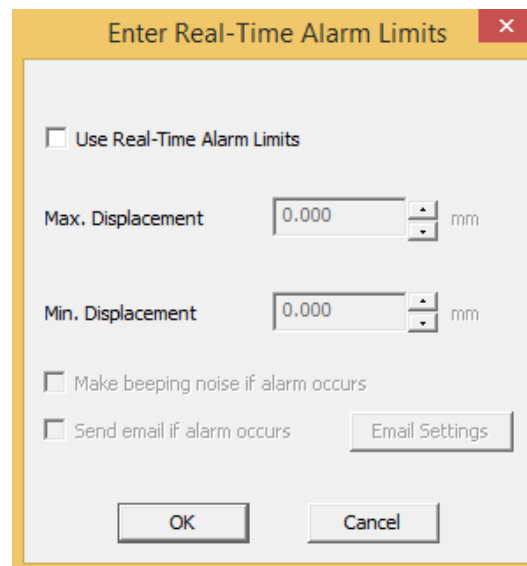 Enter Real-Time Alarm Limits
Use Real-Time Alarm Limits
Max. Displacement 0.000 mm
Min. Displacement 0.000 mm
Make beeping noise if alarm occurs
Send email if alarm occurs Email Settings
OK Cancel